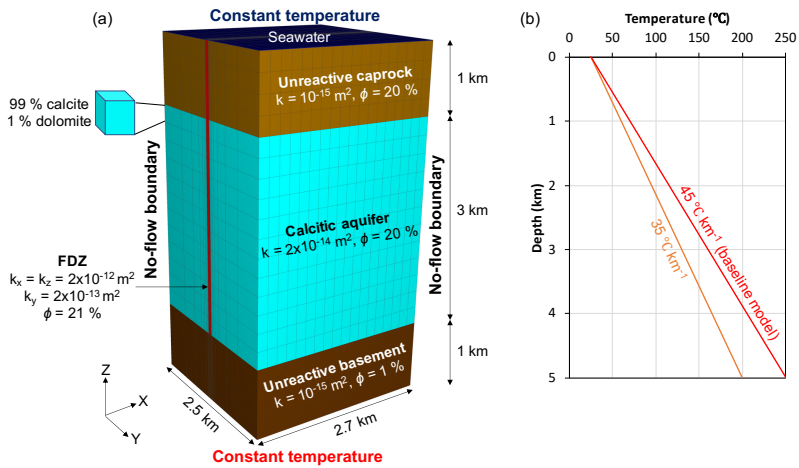 (a)
Constant temperature
Seawater
Unreactive caprock
k = 10⁻¹⁵ m², ϕ = 20 %
1 km
99 % calcite
1 % dolomite
No-flow boundary
Calcitic aquifer
k = 2x10⁻¹⁴ m², ϕ = 20 %
3 km
No-flow boundary
FDZ
kₓ = k_z = 2x10⁻¹² m²
k_y = 2x10⁻¹³ m²
ϕ = 21 %
Unreactive basement
k = 10⁻¹⁵ m², ϕ = 1 %
1 km
Z
X
Y
2.5 km
2.7 km
Constant temperature
(b)
Temperature (℃)
0 50 100 150 200 250
Depth (km)
0
1
2
3
4
5
45 ℃ km⁻¹ (baseline model)
35 ℃ km⁻¹